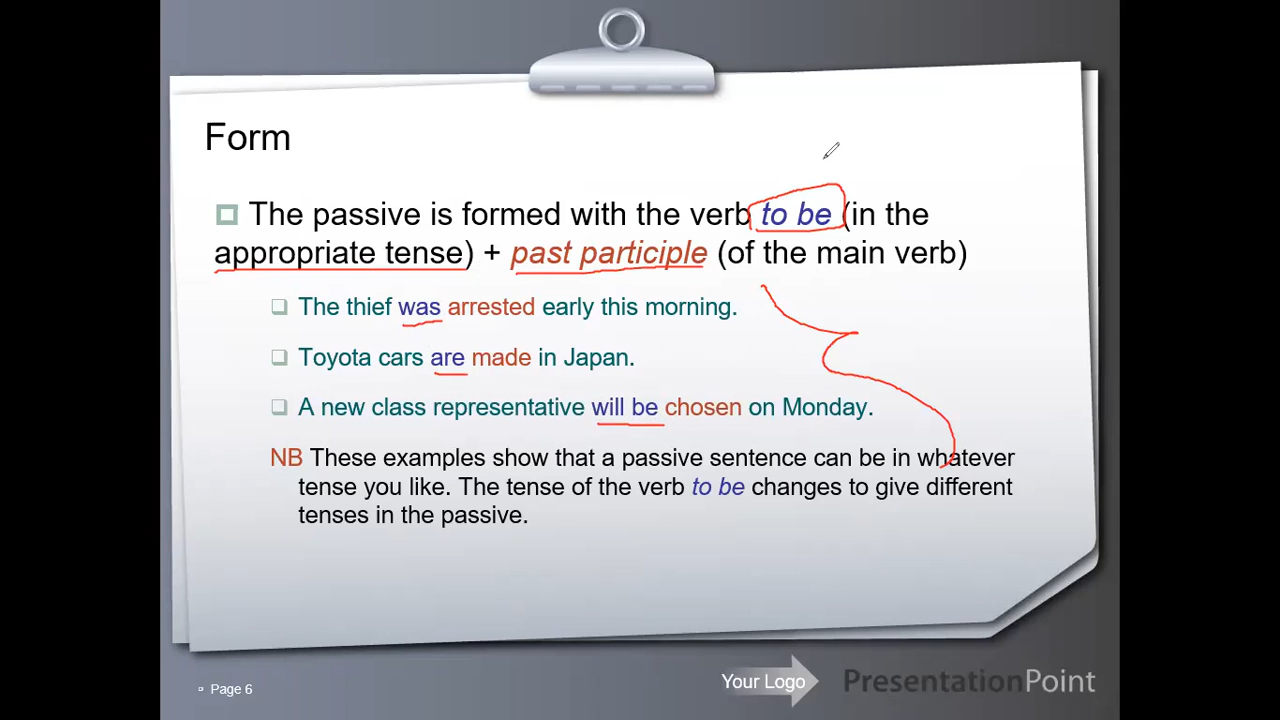 Form
The passive is formed with the verb to be (in the
appropriate tense) + past participle (of the main verb)
The thief was arrested early this morning.
Toyota cars are made in Japan.
A new class representative will be chosen on Monday.
NB These examples show that a passive sentence can be in whatever
tense you like. The tense of the verb to be changes to give different
tenses in the passive.
Page 6
Your Logo
PresentationPoint